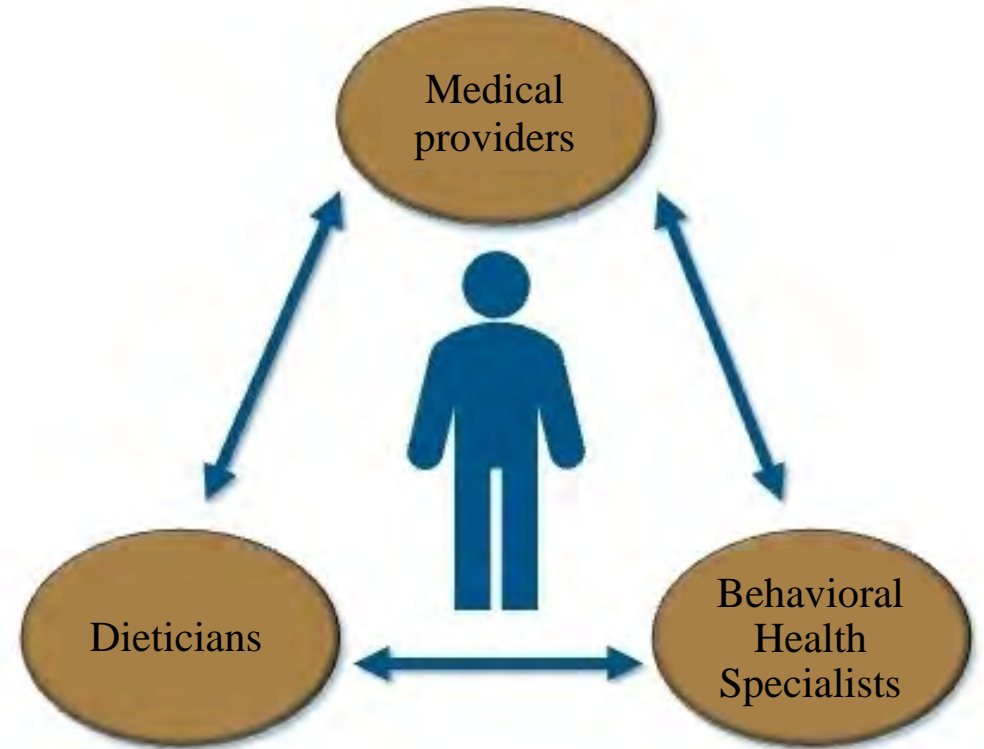 Medical
providers
Dieticians
Behavioral
Health
Specialists